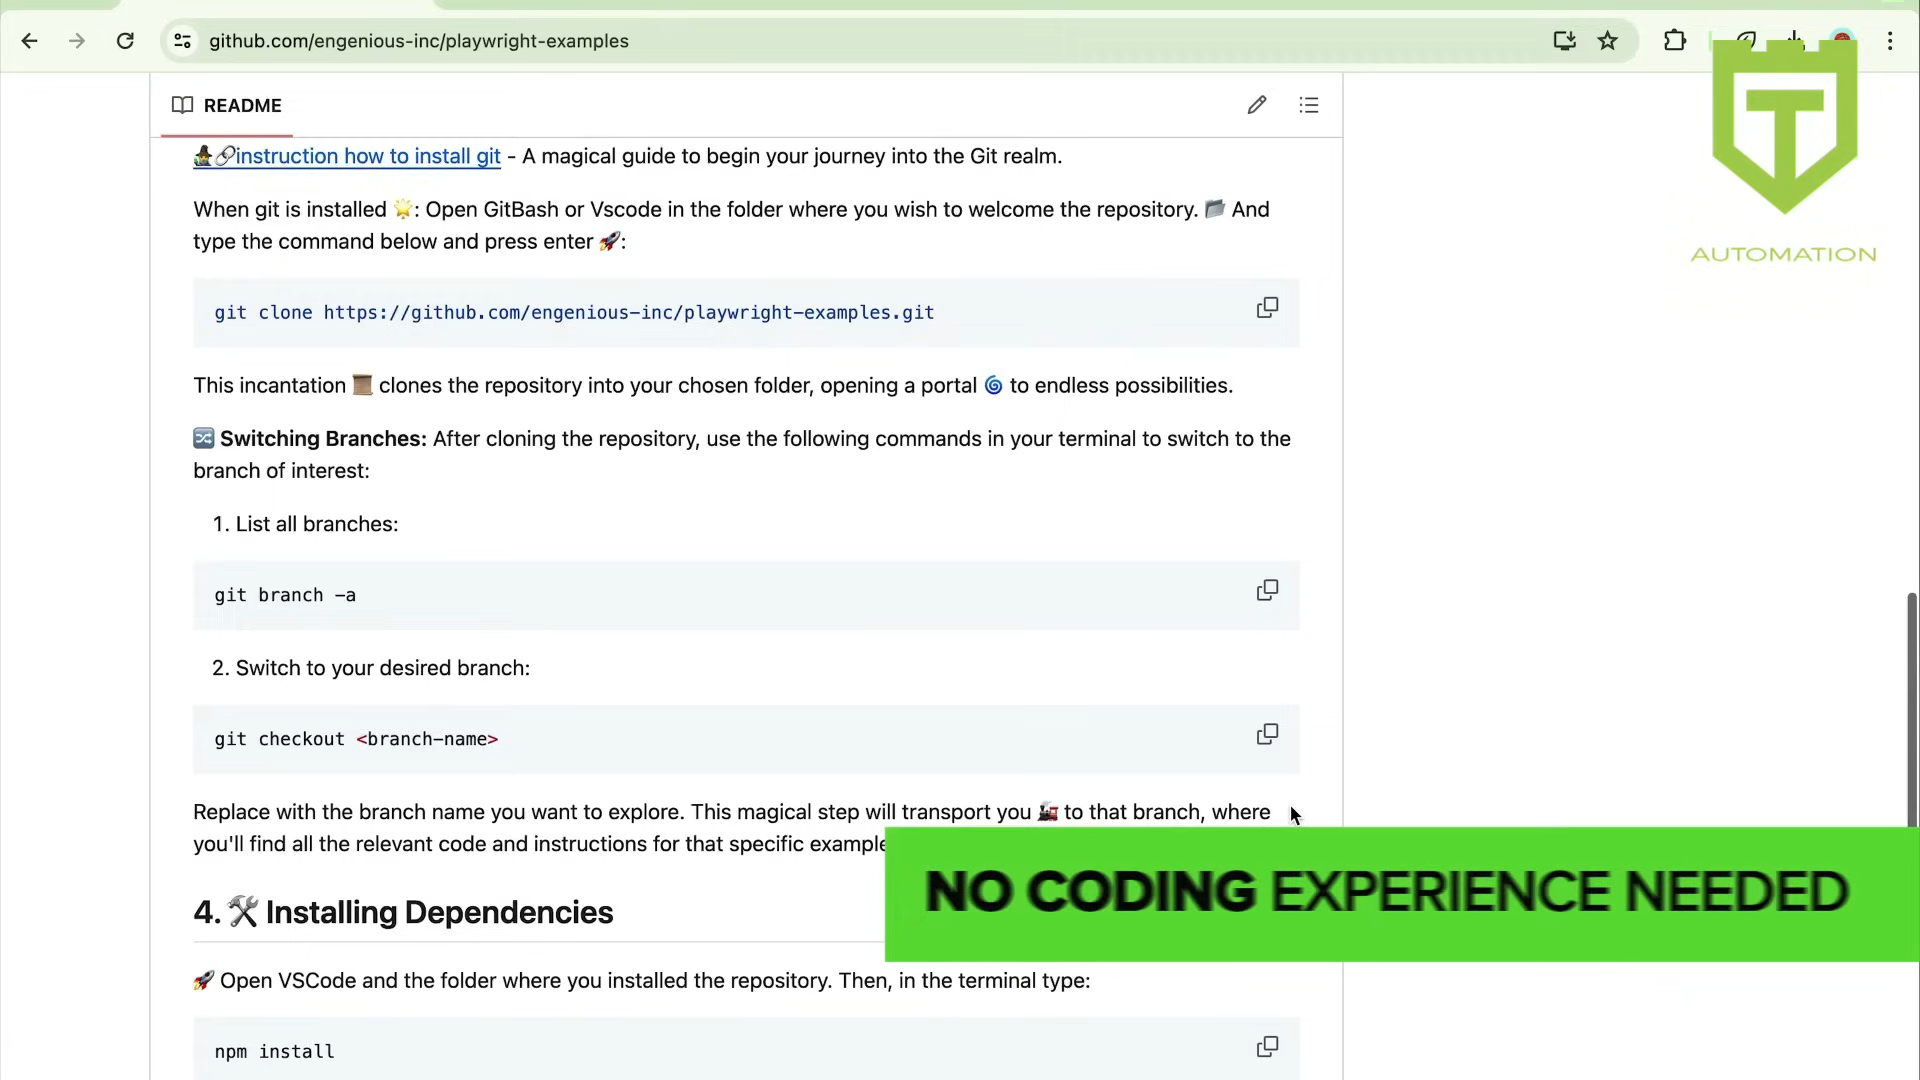 github.com/engenious-inc/playwright-examples
README
🧙🔗instruction how to install git - A magical guide to begin your journey into the Git realm.
When git is installed 🌟: Open GitBash or Vscode in the folder where you wish to welcome the repository. 📂 And
type the command below and press enter 🚀:
git clone https://github.com/engenious-inc/playwright-examples.git
This incantation 📜 clones the repository into your chosen folder, opening a portal 🌀 to endless possibilities.
🔀 Switching Branches: After cloning the repository, use the following commands in your terminal to switch to the
branch of interest:
1. List all branches:
git branch -a
2. Switch to your desired branch:
git checkout <branch-name>
Replace with the branch name you want to explore. This magical step will transport you 🚂 to that branch, where
you'll find all the relevant code and instructions for that specific example
4. 🛠️ Installing Dependencies
🚀 Open VSCode and the folder where you installed the repository. Then, in the terminal type:
npm install
T
AUTOMATION
NO CODING EXPERIENCE NEEDED